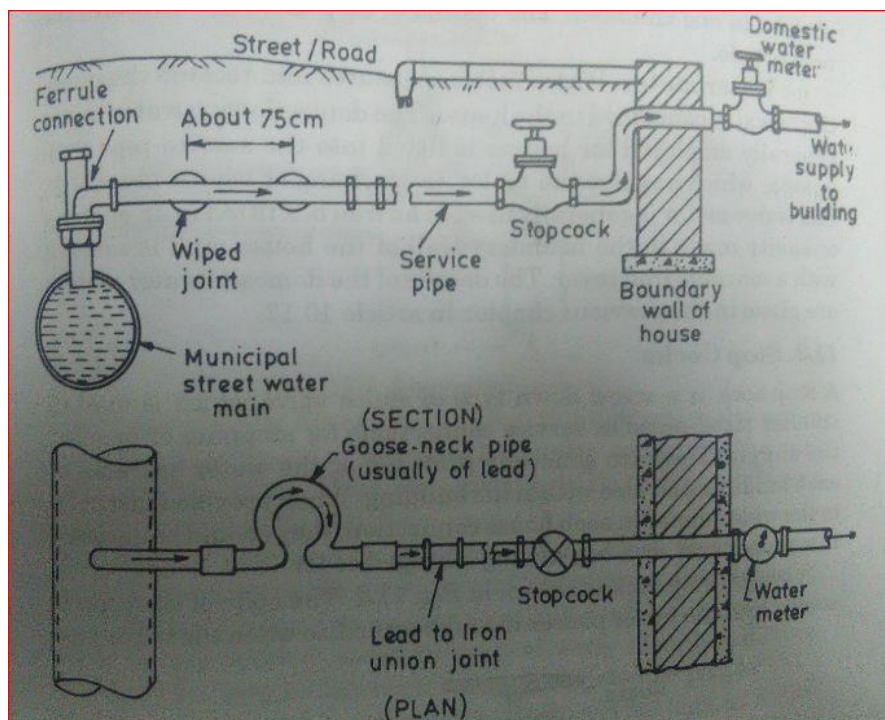 Street/Road
Domestic
water
meter
Ferrule
connection
About 75cm
Wiped
joint
Service
pipe
Stopcock
Water
supply
to
building
Boundary
wall of
house
Municipal
street water
main
(SECTION)
Goose-neck pipe
(usually of lead)
Stopcock
Water
meter
Lead to Iron
union joint
(PLAN)